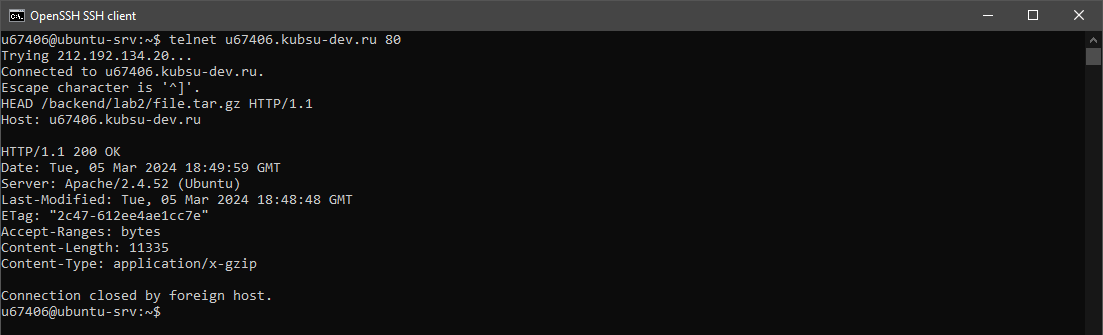 OpenSSH SSH client
u67406@ubuntu-srv:~$ telnet u67406.kubsu-dev.ru 80
Trying 212.192.134.20...
Connected to u67406.kubsu-dev.ru.
Escape character is '^]'.
HEAD /backend/lab2/file.tar.gz HTTP/1.1
Host: u67406.kubsu-dev.ru

HTTP/1.1 200 OK
Date: Tue, 05 Mar 2024 18:49:59 GMT
Server: Apache/2.4.52 (Ubuntu)
Last-Modified: Tue, 05 Mar 2024 18:48:48 GMT
ETag: "2c47-612ee4ae1cc7e"
Accept-Ranges: bytes
Content-Length: 11335
Content-Type: application/x-gzip

Connection closed by foreign host.
u67406@ubuntu-srv:~$